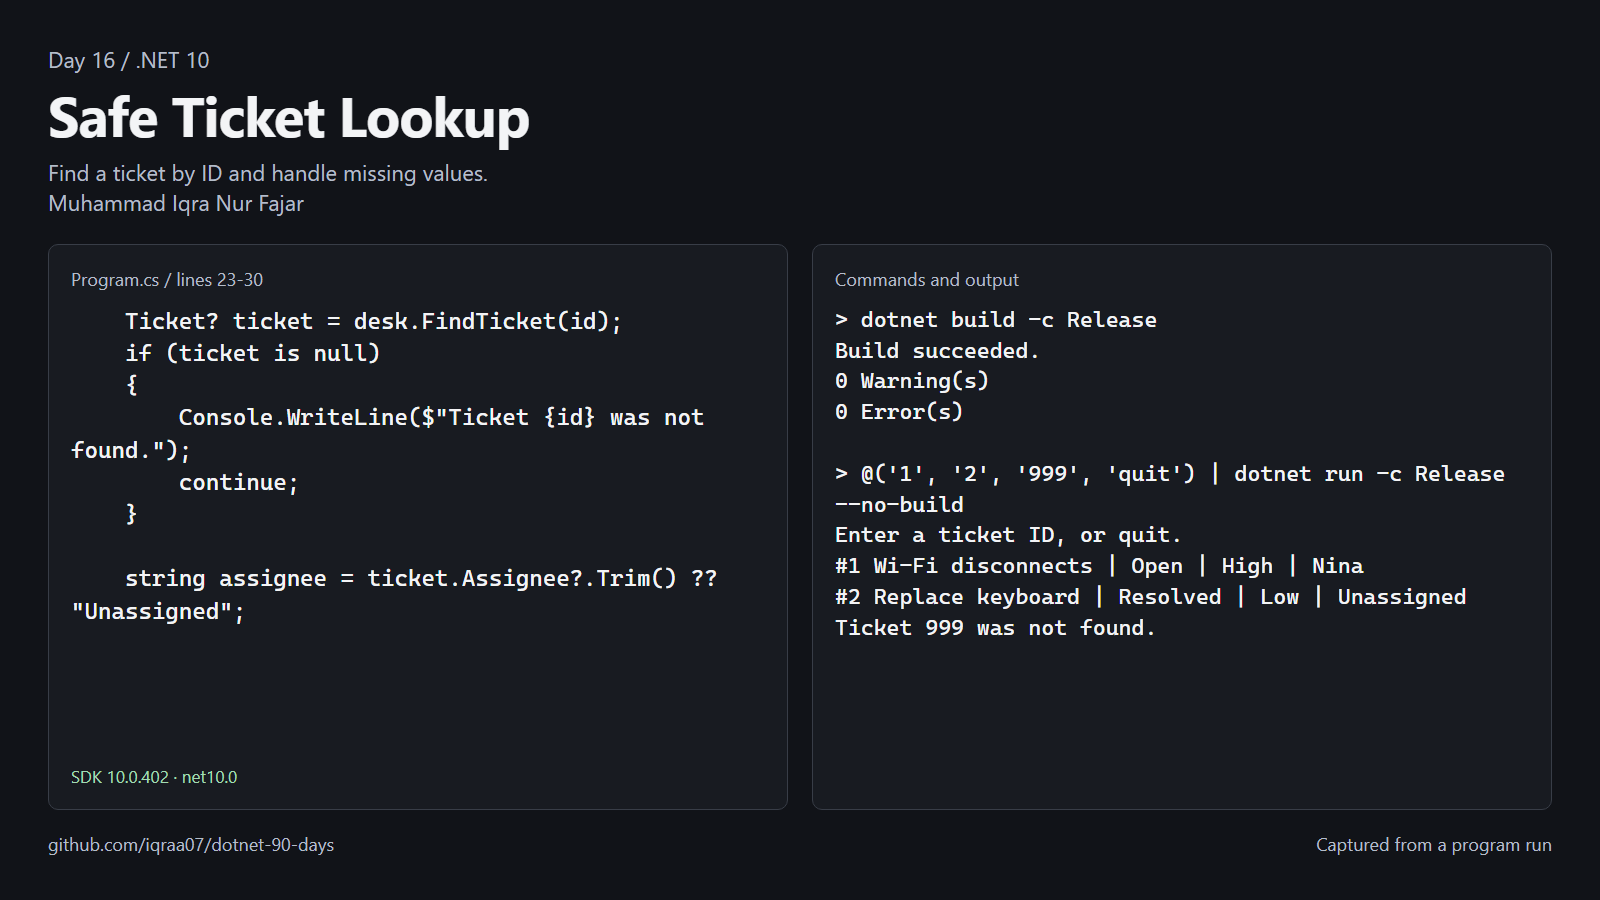 Day 16 / .NET 10
Safe Ticket Lookup
Find a ticket by ID and handle missing values.
Muhammad Iqra Nur Fajar
Program.cs / lines 23-30
    Ticket? ticket = desk.FindTicket(id);
    if (ticket is null)
    {
        Console.WriteLine($"Ticket {id} was not
found.");
        continue;
    }

    string assignee = ticket.Assignee?.Trim() ??
"Unassigned";
SDK 10.0.402 · net10.0
Commands and output
> dotnet build -c Release
Build succeeded.
0 Warning(s)
0 Error(s)

> @('1', '2', '999', 'quit') | dotnet run -c Release
--no-build
Enter a ticket ID, or quit.
#1 Wi-Fi disconnects | Open | High | Nina
#2 Replace keyboard | Resolved | Low | Unassigned
Ticket 999 was not found.
github.com/iqraa07/dotnet-90-days
Captured from a program run